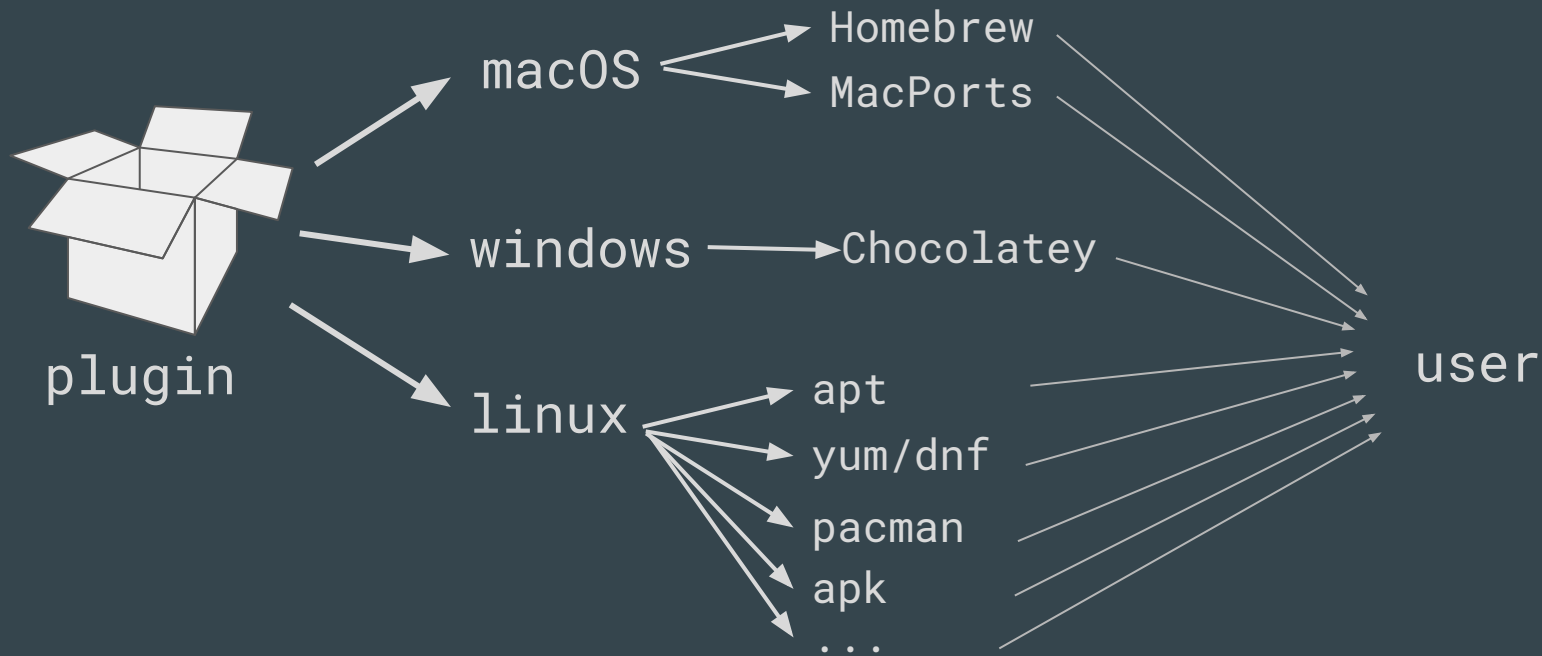 plugin
macOS
windows
linux
Homebrew
MacPorts
Chocolatey
apt
yum/dnf
pacman
apk
...
user